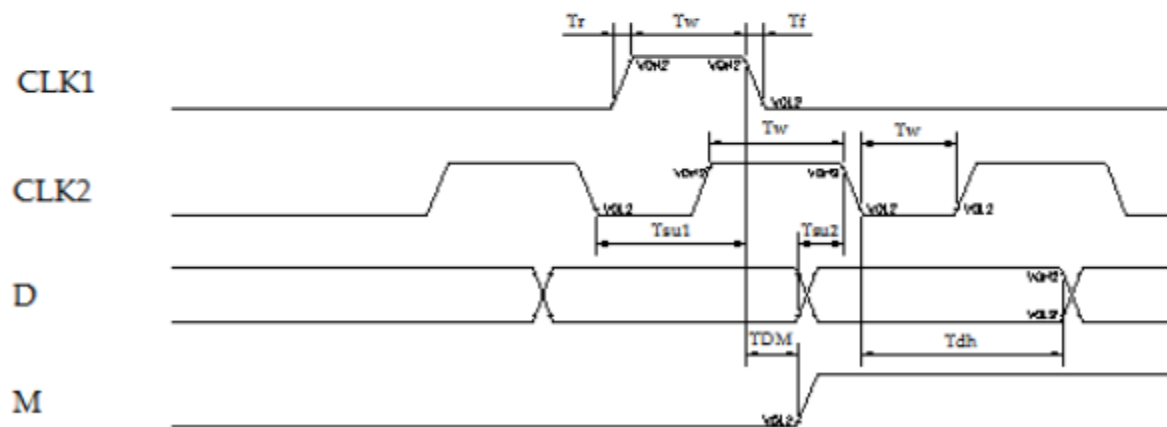 Tr Tw Tf
CLK1 VOH2 VOH2 VOL2
Tw Tw
CLK2 VOH2 VOH2
VOL2 VOL2 VOL2
Tsu1 Tsu2
D VOH2
VOL2
TDM Tdh
M VOL2